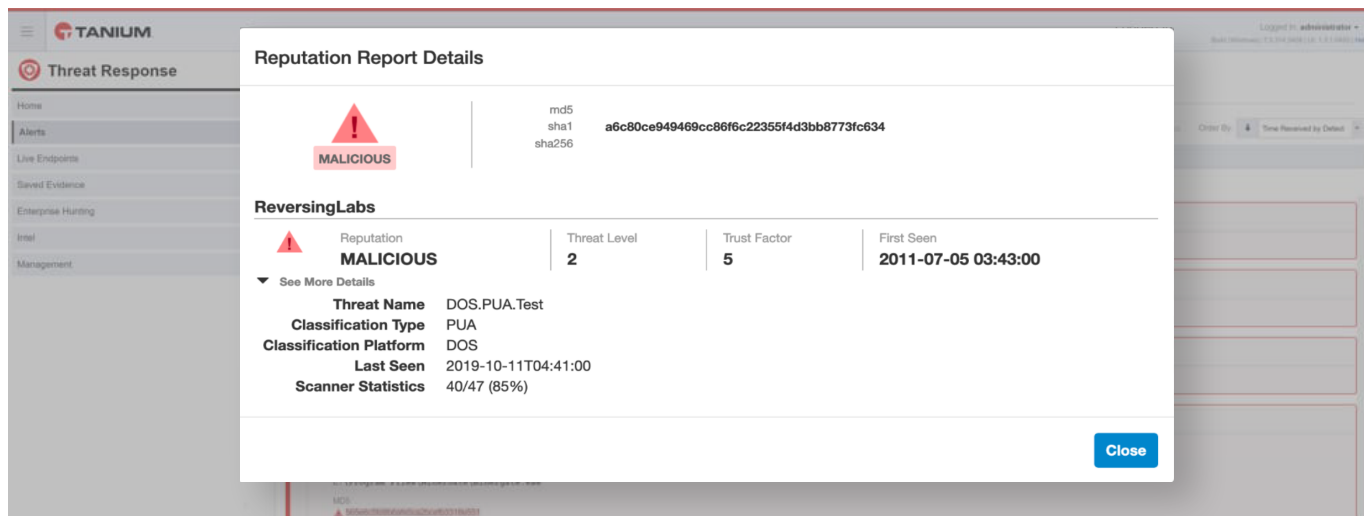 TANIUM
Logged in: administrator
Threat Response
Home
Alerts
Live Endpoints
Saved Evidence
Enterprise Hunting
Intel
Management
Order By
Time Received by Detect
Reputation Report Details
MALICIOUS
md5
sha1 a6c80ce949469cc86f6c22355f4d3bb8773fc634
sha256
ReversingLabs
Reputation Threat Level Trust Factor First Seen
MALICIOUS 2 5 2011-07-05 03:43:00
See More Details
Threat Name DOS.PUA.Test
Classification Type PUA
Classification Platform DOS
Last Seen 2019-10-11T04:41:00
Scanner Statistics 40/47 (85%)
Close
MD5